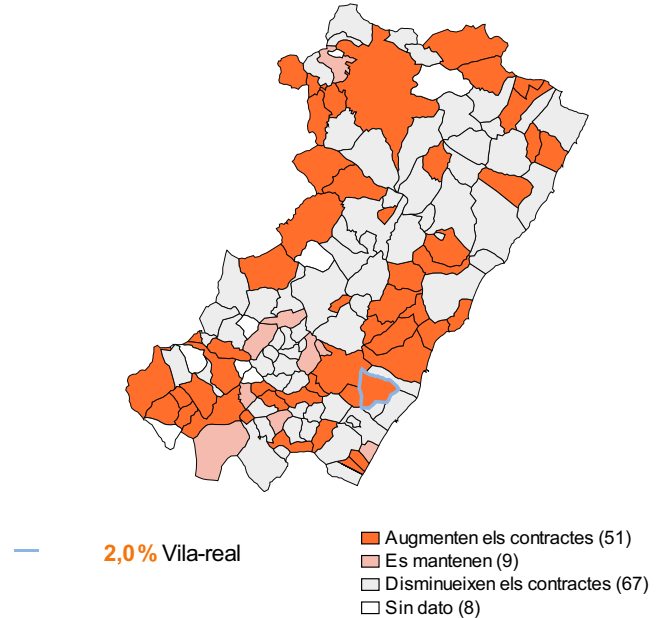 2,0% Vila-real
Augmenten els contractes (51)
Es mantenen (9)
Disminueixen els contractes (67)
Sin dato (8)